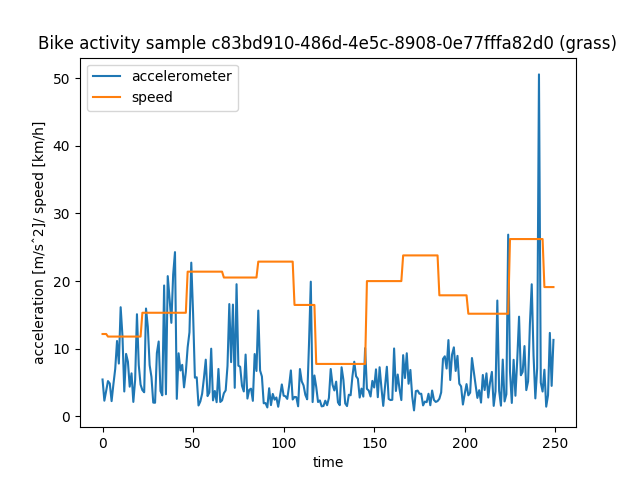 Bike activity sample c83bd910-486d-4e5c-8908-0e77fffa82d0 (grass)
accelerometer
speed
acceleration [m/s^2]/ speed [km/h]
50
40
30
20
10
0
0
50
100
150
200
250
time